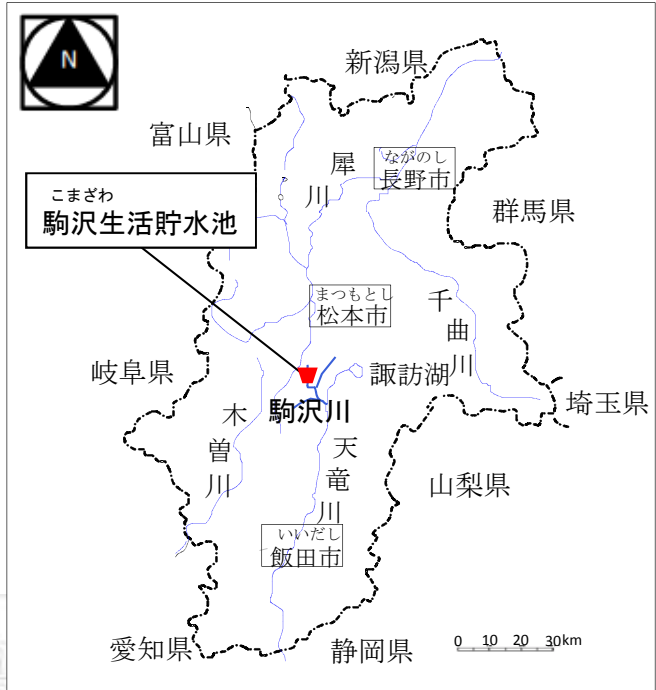 N
新潟県
富山県
犀川
ながのし
長野市
こまざわ
駒沢生活貯水池
群馬県
まつもとし
松本市
千曲川
岐阜県
諏訪湖
埼玉県
駒沢川
木曽川
天竜川
山梨県
いいだし
飯田市
愛知県
静岡県
0 10 20 30km